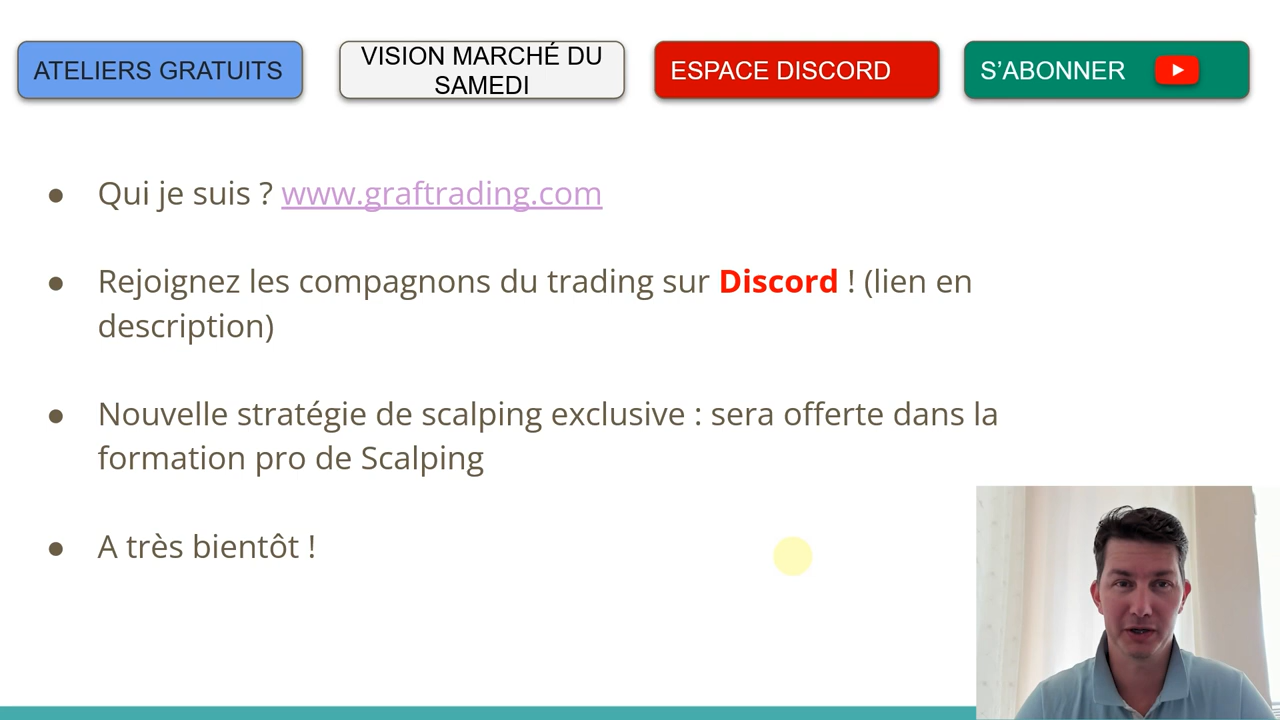 ATELIERS GRATUITS
VISION MARCHÉ DU
SAMEDI
ESPACE DISCORD
S’ABONNER
● Qui je suis ? www.graftrading.com
● Rejoignez les compagnons du trading sur Discord ! (lien en
description)
● Nouvelle stratégie de scalping exclusive : sera offerte dans la
formation pro de Scalping
● A très bientôt !